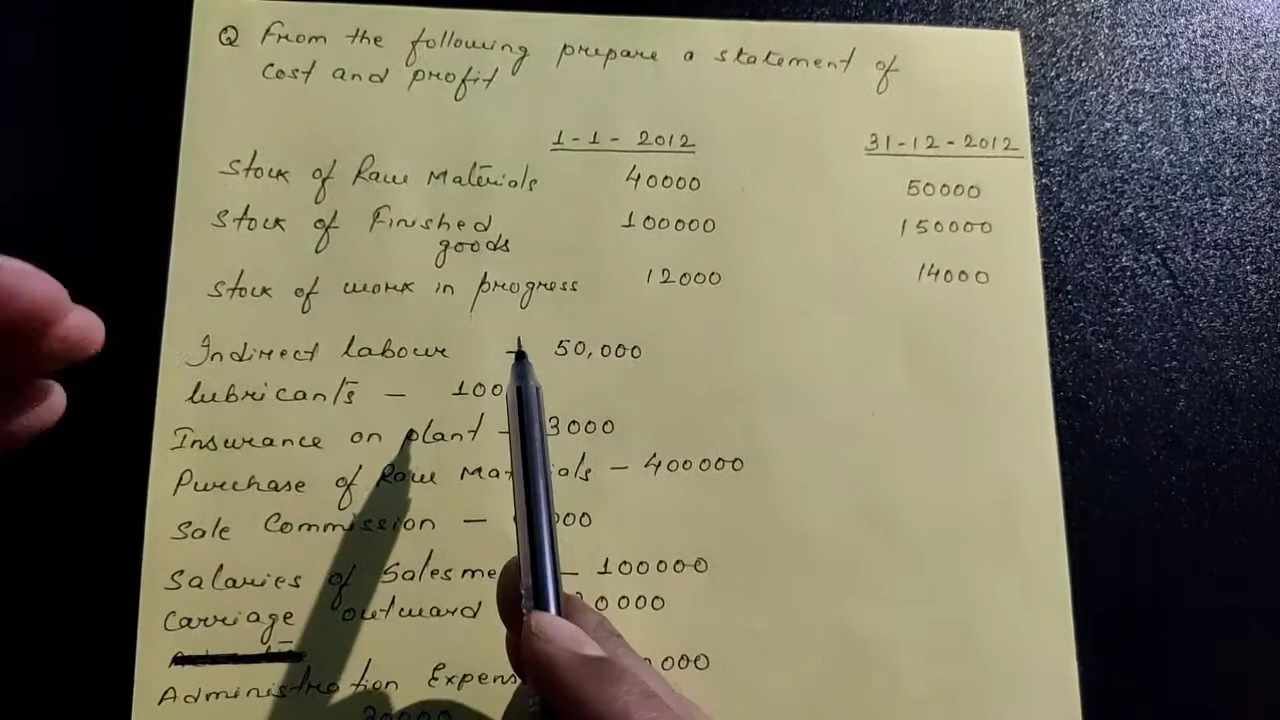 Q From the following prepare a statement of
cost and profit
1-1-2012 31-12-2012
Stock of Raw Materials 40000 50000
Stock of Finished 100000 150000
goods
Stock of work in progress 12000 14000
Indirect labour - 50,000
lubricants -
Insurance on plant - 3000
Purchase of Raw - 400000
Sale Commission -
Salaries of - 100000
Carriage outward
Administration